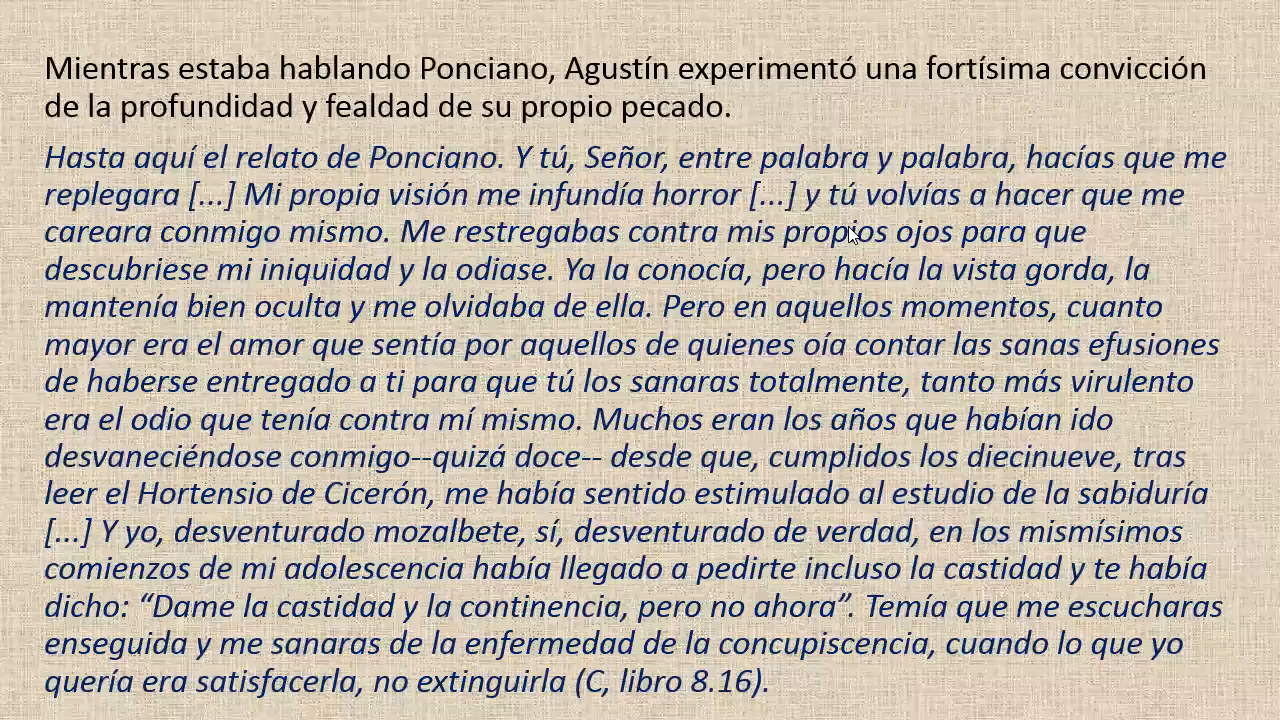 Mientras estaba hablando Ponciano, Agustín experimentó una fortísima convicción
de la profundidad y fealdad de su propio pecado.
Hasta aquí el relato de Ponciano. Y tú, Señor, entre palabra y palabra, hacías que me
replegara [...] Mi propia visión me infundía horror [...] y tú volvías a hacer que me
careara conmigo mismo. Me restregabas contra mis propios ojos para que
descubriese mi iniquidad y la odiase. Ya la conocía, pero hacía la vista gorda, la
mantenía bien oculta y me olvidaba de ella. Pero en aquellos momentos, cuanto
mayor era el amor que sentía por aquellos de quienes oía contar las sanas efusiones
de haberse entregado a ti para que tú los sanaras totalmente, tanto más virulento
era el odio que tenía contra mí mismo. Muchos eran los años que habían ido
desvaneciéndose conmigo--quizá doce-- desde que, cumplidos los diecinueve, tras
leer el Hortensio de Cicerón, me había sentido estimulado al estudio de la sabiduría
[...] Y yo, desventurado mozalbete, sí, desventurado de verdad, en los mismísimos
comienzos de mi adolescencia había llegado a pedirte incluso la castidad y te había
dicho: “Dame la castidad y la continencia, pero no ahora”. Temía que me escucharas
enseguida y me sanaras de la enfermedad de la concupiscencia, cuando lo que yo
quería era satisfacerla, no extinguirla (C, libro 8.16).